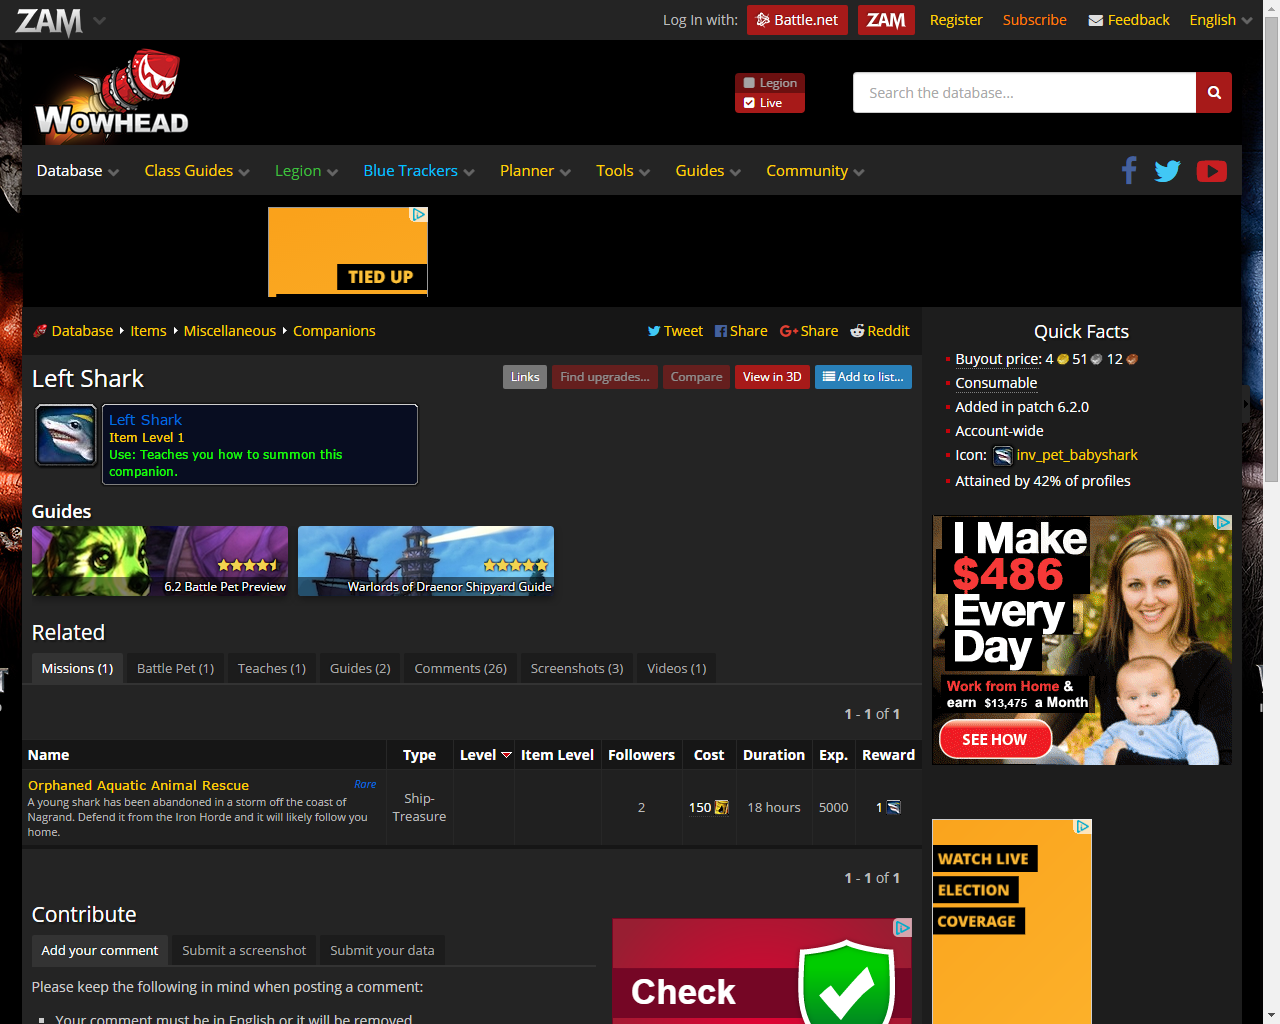 ZAM
Log In with: Battle.net ZAM Register Subscribe Feedback English
WOWHEAD
Legion
Live
Search the database...
Database Class Guides Legion Blue Trackers Planner Tools Guides Community
TIED UP
Database Items Miscellaneous Companions
Tweet Share Share Reddit
Left Shark
Links Find upgrades... Compare View in 3D Add to list...
Left Shark
Item Level 1
Use: Teaches you how to summon this
companion.
Guides
6.2 Battle Pet Preview
Warlords of Draenor Shipyard Guide
Related
Missions (1) Battle Pet (1) Teaches (1) Guides (2) Comments (26) Screenshots (3) Videos (1)
1 - 1 of 1
Name Type Level Item Level Followers Cost Duration Exp. Reward
Orphaned Aquatic Animal Rescue Rare
A young shark has been abandoned in a storm off the coast of
Nagrand. Defend it from the Iron Horde and it will likely follow you
home.
Ship-
Treasure
2 150 18 hours 5000 1
1 - 1 of 1
Contribute
Add your comment Submit a screenshot Submit your data
Please keep the following in mind when posting a comment:
Your comment must be in English or it will be removed.
Check
Quick Facts
Buyout price: 4 51 12
Consumable
Added in patch 6.2.0
Account-wide
Icon: inv_pet_babyshark
Attained by 42% of profiles
I Make
$486
Every
Day
Work from Home &
earn $13,475 a Month
SEE HOW
WATCH LIVE
ELECTION
COVERAGE